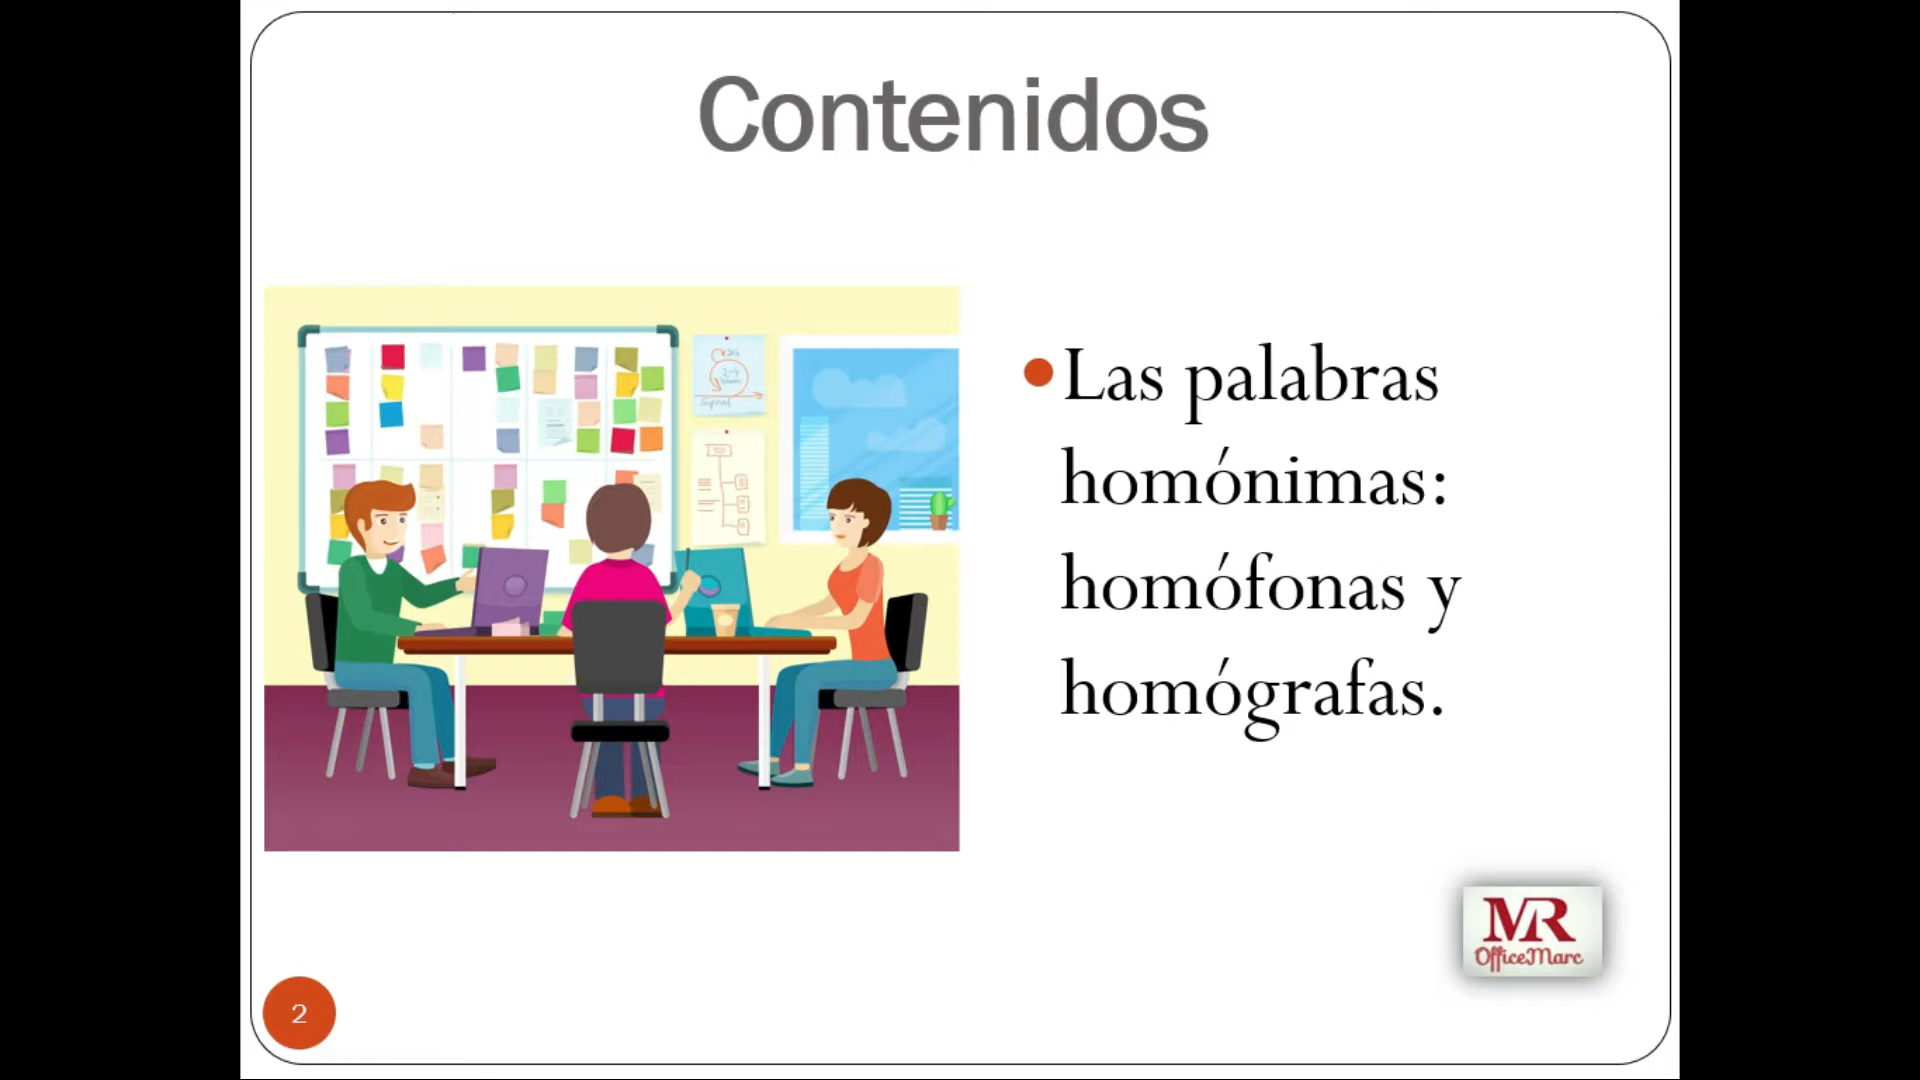 Contenidos
Las palabras
homónimas:
homófonas y
homógrafas.
MR
OfficeMarc
2